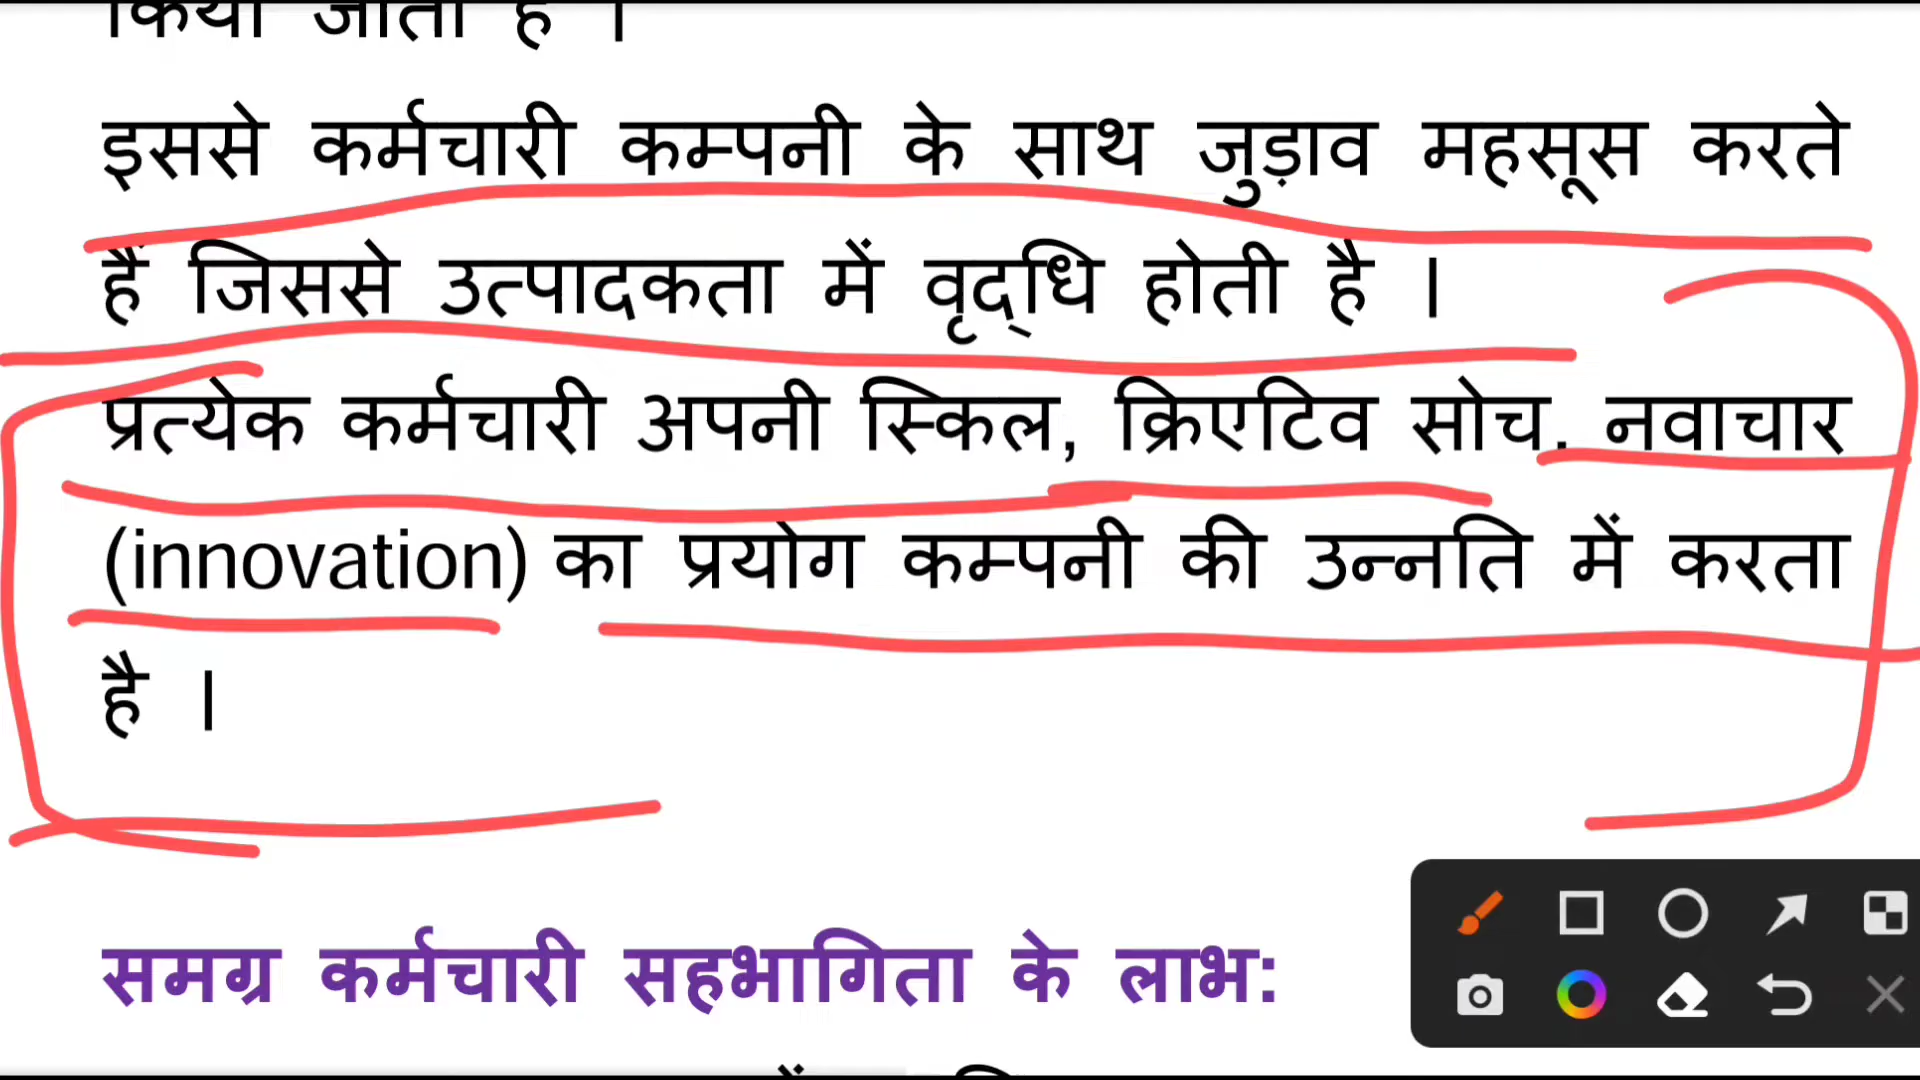 किया जाता है ।
इससे कर्मचारी कम्पनी के साथ जुड़ाव महसूस करते
हैं जिससे उत्पादकता में वृद्धि होती है ।
प्रत्येक कर्मचारी अपनी स्किल, क्रिएटिव सोच, नवाचार
(innovation) का प्रयोग कम्पनी की उन्नति में करता
है ।
समग्र कर्मचारी सहभागिता के लाभ: